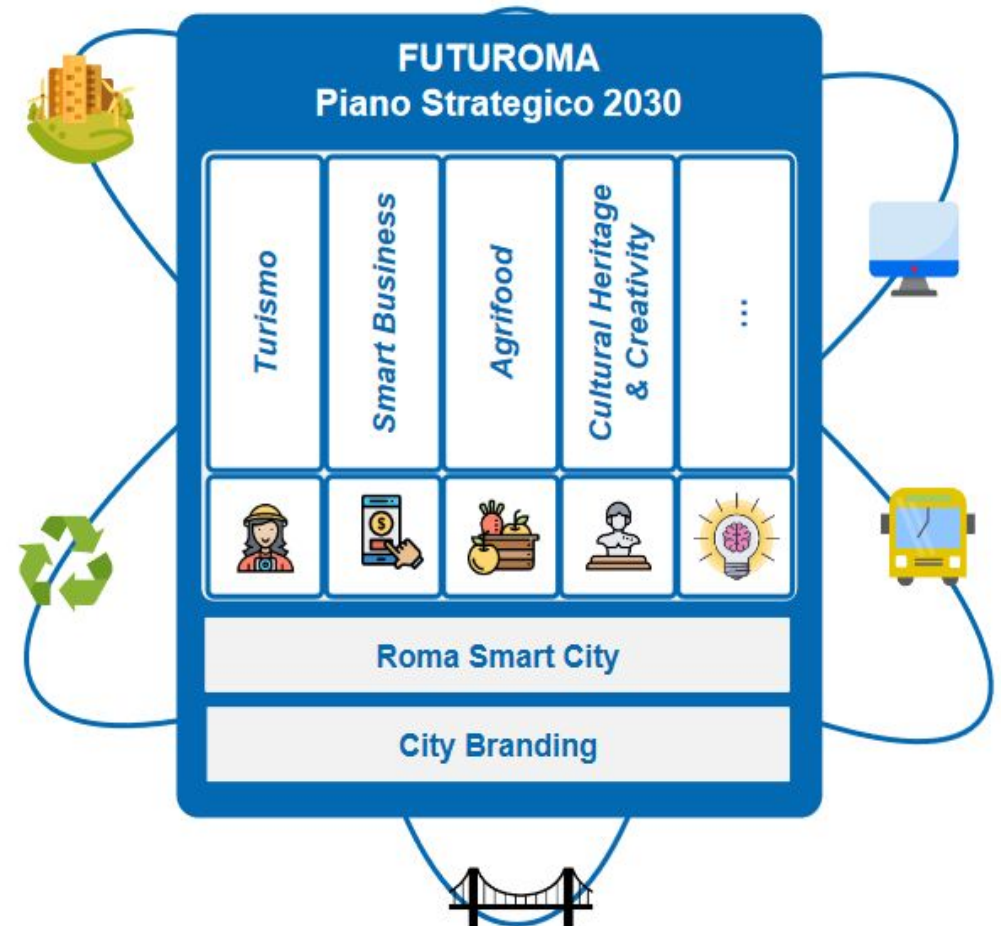 FUTUROMA
Piano Strategico 2030
Turismo
Smart Business
Agrifood
Cultural Heritage
& Creativity
...
$
Roma Smart City
City Branding